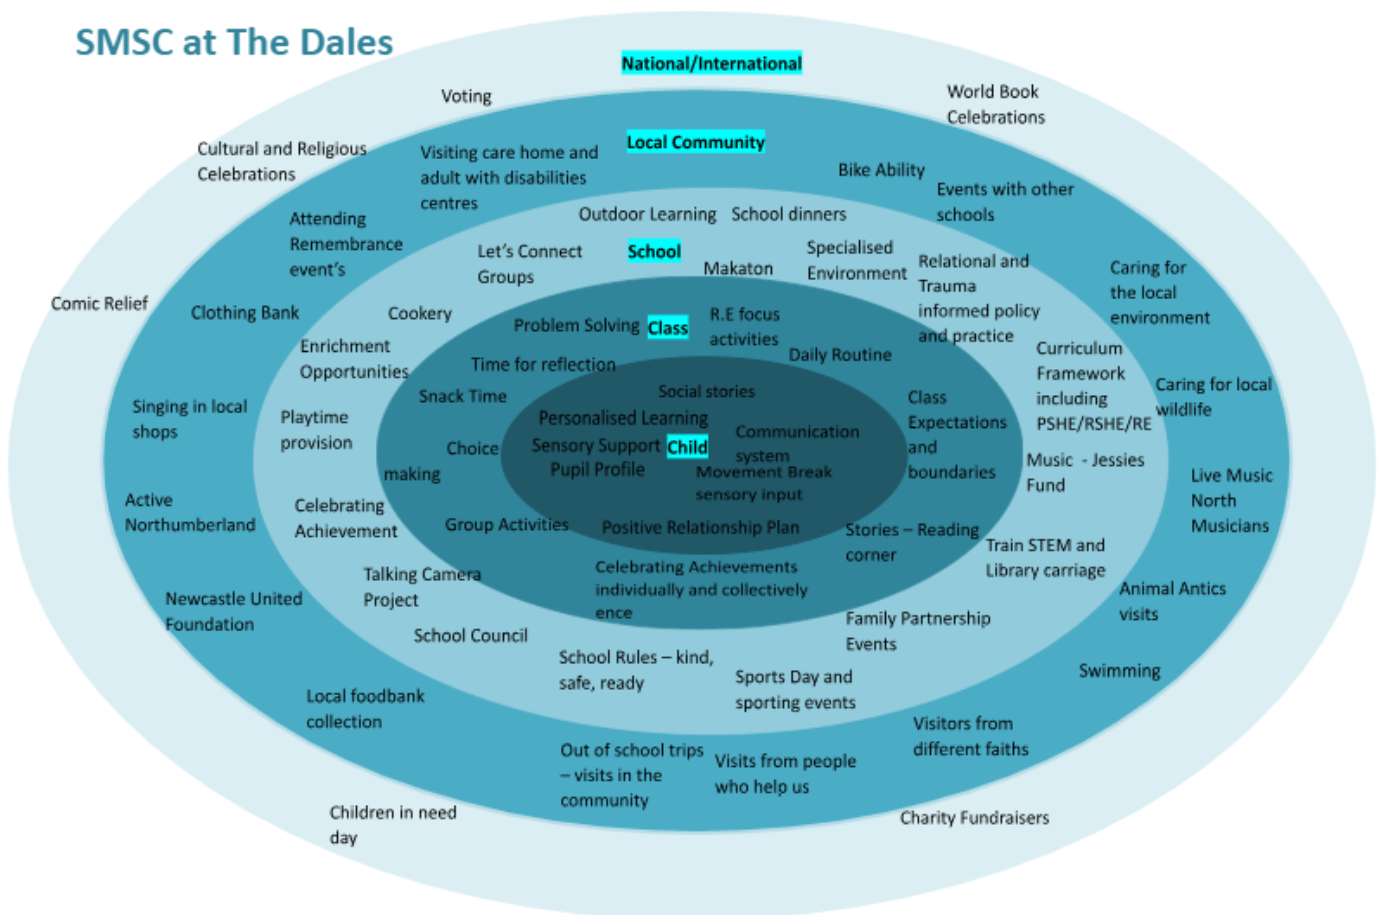 SMSC at The Dales
National/International
Voting
World Book
Celebrations
Cultural and Religious
Celebrations
Comic Relief
Children in need
day
Charity Fundraisers
Local Community
Visiting care home and
adult with disabilities
centres
Bike Ability
Events with other
schools
Attending
Remembrance
event's
Clothing Bank
Caring for
the local
environment
Caring for local
wildlife
Singing in local
shops
Active
Northumberland
Live Music
North
Musicians
Newcastle United
Foundation
Animal Antics
visits
Swimming
Local foodbank
collection
Visitors from
different faiths
Out of school trips
– visits in the
community
Visits from people
who help us
Outdoor Learning
School dinners
School
Let's Connect
Groups
Makaton
Specialised
Environment
Relational and
Trauma
informed policy
and practice
Cookery
Enrichment
Opportunities
Curriculum
Framework
including
PSHE/RSHE/RE
Playtime
provision
Music - Jessies
Fund
Celebrating
Achievement
Train STEM and
Library carriage
Talking Camera
Project
School Council
Family Partnership
Events
School Rules – kind,
safe, ready
Sports Day and
sporting events
Class
Problem Solving
R.E focus
activities
Time for reflection
Daily Routine
Snack Time
Class
Expectations
and
boundaries
Choice
making
Group Activities
Stories – Reading
corner
Celebrating Achievements
individually and collectively
ence
Social stories
Personalised Learning
Sensory Support
Child
Communication
system
Pupil Profile
Movement Break
sensory input
Positive Relationship Plan